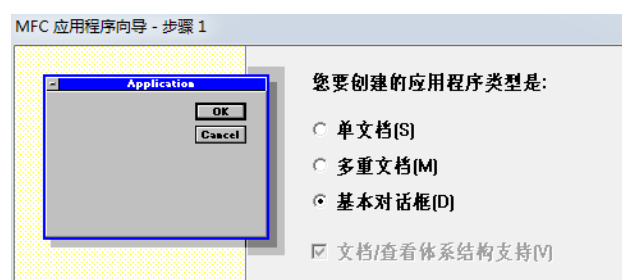 MFC 应用程序向导 - 步骤 1
Application
OK
Cancel
您要创建的应用程序类型是:
单文档(S)
多重文档(M)
基本对话框(D)
文档/查看体系结构支持(V)